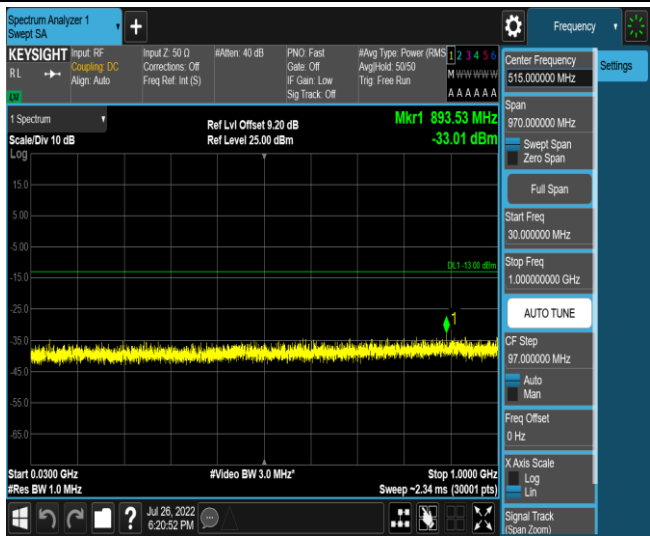 Spectrum Analyzer 1
Swept SA
+
Frequency
KEYSIGHT
RL
Input: RF
Coupling: DC
Align: Auto
Input Z: 50 Ω
Corrections: Off
Freq Ref: Int (S)
#Atten: 40 dB
PNO: Fast
Gate: Off
IF Gain: Low
Sig Track: Off
#Avg Type: Power (RMS
Avg|Hold: 50/50
Trig: Free Run
1 2 3 4 5 6
M W W W W W
A A A A A A
1 Spectrum
Scale/Div 10 dB
Log
Ref Lvl Offset 9.20 dB
Ref Level 25.00 dBm
Mkr1 893.53 MHz
-33.01 dBm
15.0
5.00
-5.00
-15.0
-25.0
-35.0
-45.0
-55.0
-65.0
DL1 -13.00 dBm
1
Start 0.0300 GHz
#Res BW 1.0 MHz
#Video BW 3.0 MHz*
Stop 1.0000 GHz
Sweep ~2.34 ms (30001 pts)
?
Jul 26, 2022
6:20:52 PM
Settings
Center Frequency
515.000000 MHz
Span
970.000000 MHz
Swept Span
Zero Span
Full Span
Start Freq
30.000000 MHz
Stop Freq
1.000000000 GHz
AUTO TUNE
CF Step
97.000000 MHz
Auto
Man
Freq Offset
0 Hz
X Axis Scale
Log
Lin
Signal Track
(Span Zoom)